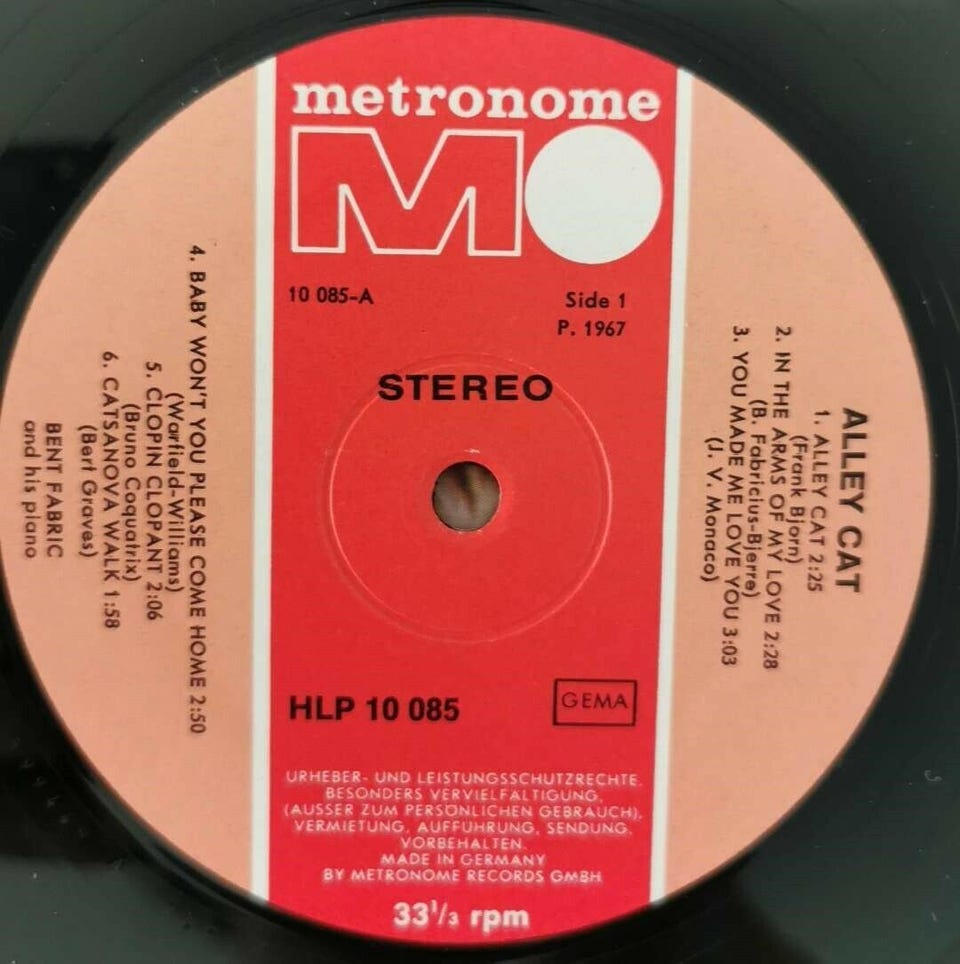 metronome
MO
10 085-A
Side 1
P. 1967
STEREO
HLP 10 085
GEMA
URHEBER- UND LEISTUNGSSCHUTZRECHTE.
BESONDERS VERVIELFÄLTIGUNG,
(AUSSER ZUM PERSÖNLICHEN GEBRAUCH),
VERMIETUNG, AUFFÜHRUNG, SENDUNG,
VORBEHALTEN.
MADE IN GERMANY
BY METRONOME RECORDS GMBH
33 1/3 rpm
ALLEY CAT
1. ALLEY CAT 2:25
(Frank Bjorn)
2. IN THE ARMS OF MY LOVE 2:28
(B. Fabricius-Bjerre)
3. YOU MADE ME LOVE YOU 3:03
(J. V. Monaco)
4. BABY WON'T YOU PLEASE COME HOME 2:50
(Warfield-Williams)
5. CLOPIN CLOPANT 2:06
(Bruno Coquatrix)
6. CATSANOVA WALK 1:58
(Bert Graves)
BENT FABRIC
and his piano